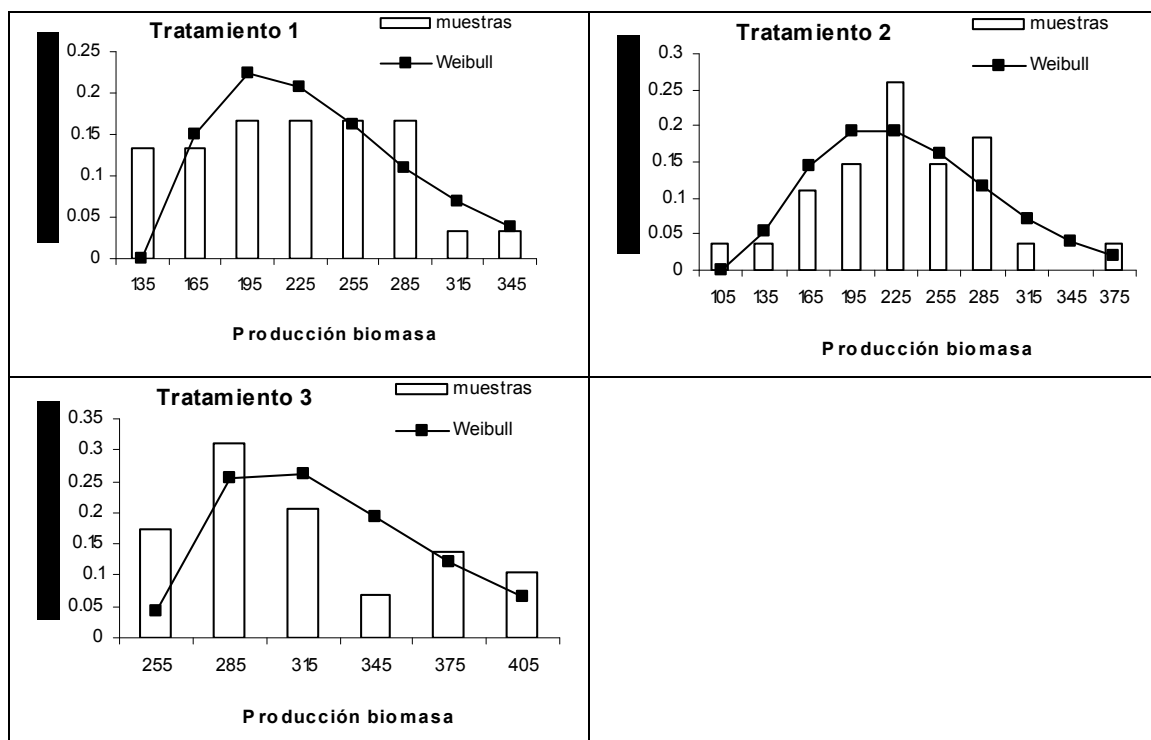 Tratamiento 1
muestras
Weibull
0.25
0.2
0.15
0.1
0.05
0
135 165 195 225 255 285 315 345
Producción biomasa
Tratamiento 2
muestras
Weibull
0.3
0.25
0.2
0.15
0.1
0.05
0
105 135 165 195 225 255 285 315 345 375
Producción biomasa
Tratamiento 3
muestras
Weibull
0.35
0.3
0.25
0.2
0.15
0.1
0.05
0
255 285 315 345 375 405
Producción biomasa